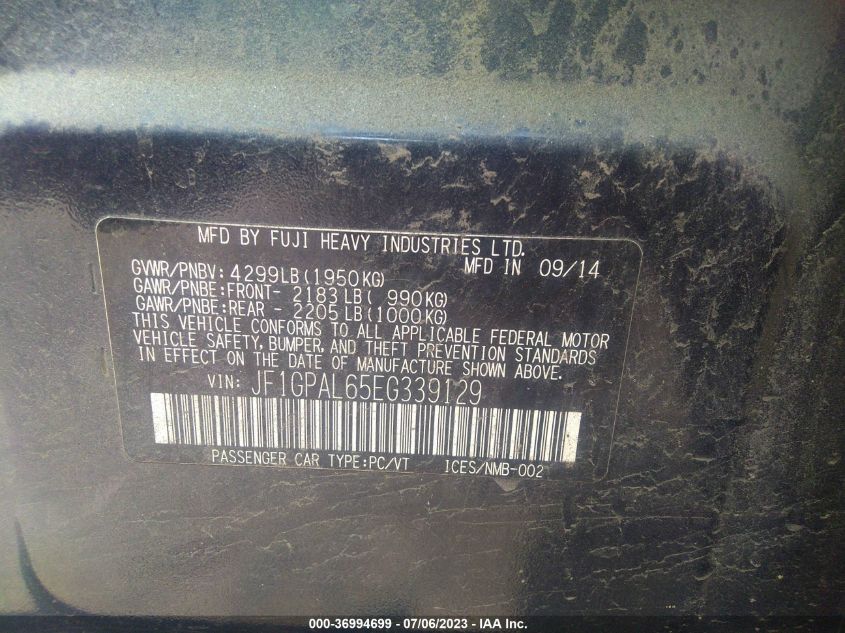 MFD BY FUJI HEAVY INDUSTRIES LTD.
GVWR/PNBV: 4299LB(1950KG) MFD IN 09/14
GAWR/PNBE:FRONT- 2183LB( 990KG)
GAWR/PNBE:REAR - 2205LB(1000KG)
THIS VEHICLE CONFORMS TO ALL APPLICABLE FEDERAL MOTOR
VEHICLE SAFETY, BUMPER, AND THEFT PREVENTION STANDARDS
IN EFFECT ON THE DATE OF MANUFACTURE SHOWN ABOVE.
VIN: JF1GPAL65EG339129
PASSENGER CAR TYPE:PC/VT ICES/NMB-002
000-36994699 - 07/06/2023 - IAA Inc.